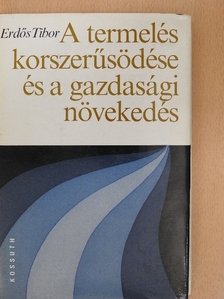 Erdős Tibor A termelés
korszerűsödése
és a gazdasági
növekedés
KOSSUTH